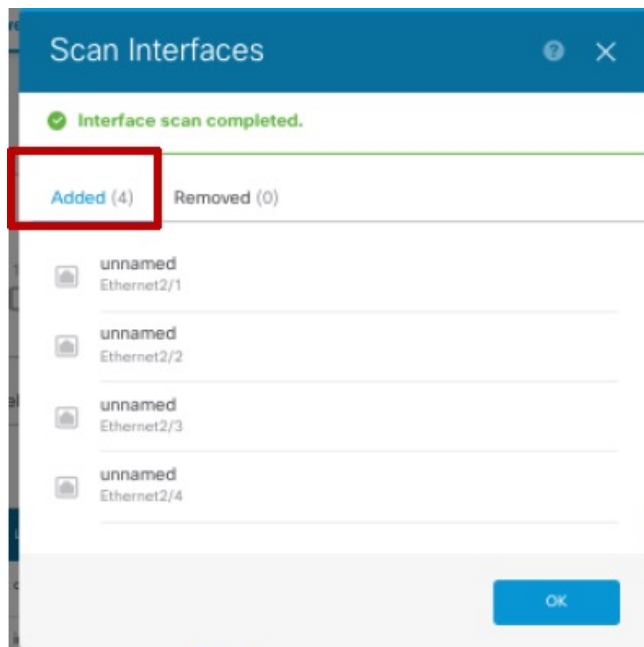 Scan Interfaces
Interface scan completed.
Added (4) Removed (0)
unnamed
Ethernet2/1
unnamed
Ethernet2/2
unnamed
Ethernet2/3
unnamed
Ethernet2/4
OK